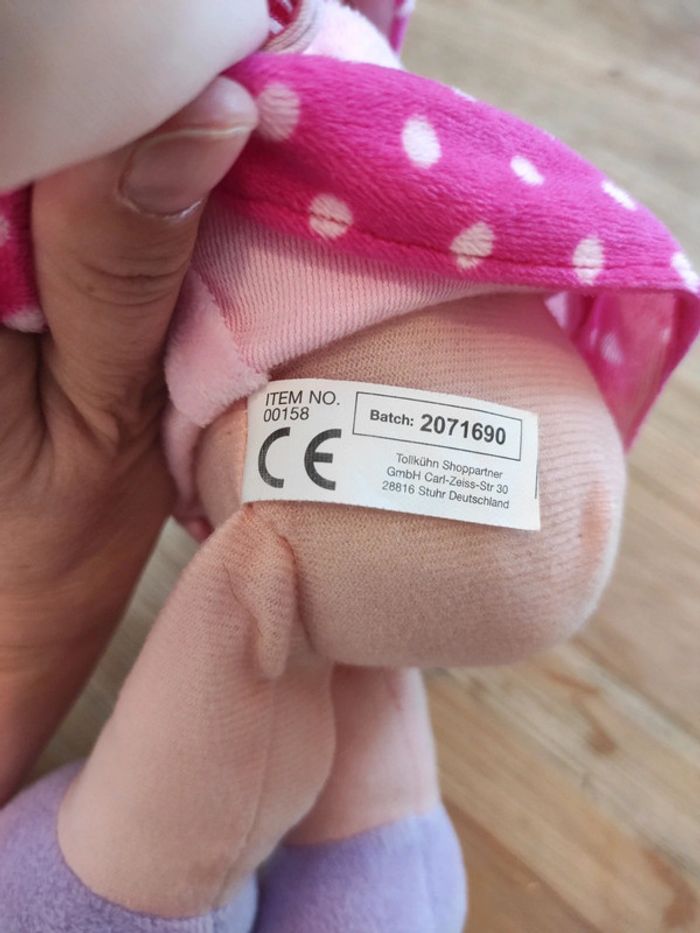 ITEM NO.
00158
Batch: 2071690
CE
Tollkühn Shoppartner
GmbH Carl-Zeiss-Str 30
28816 Stuhr Deutschland